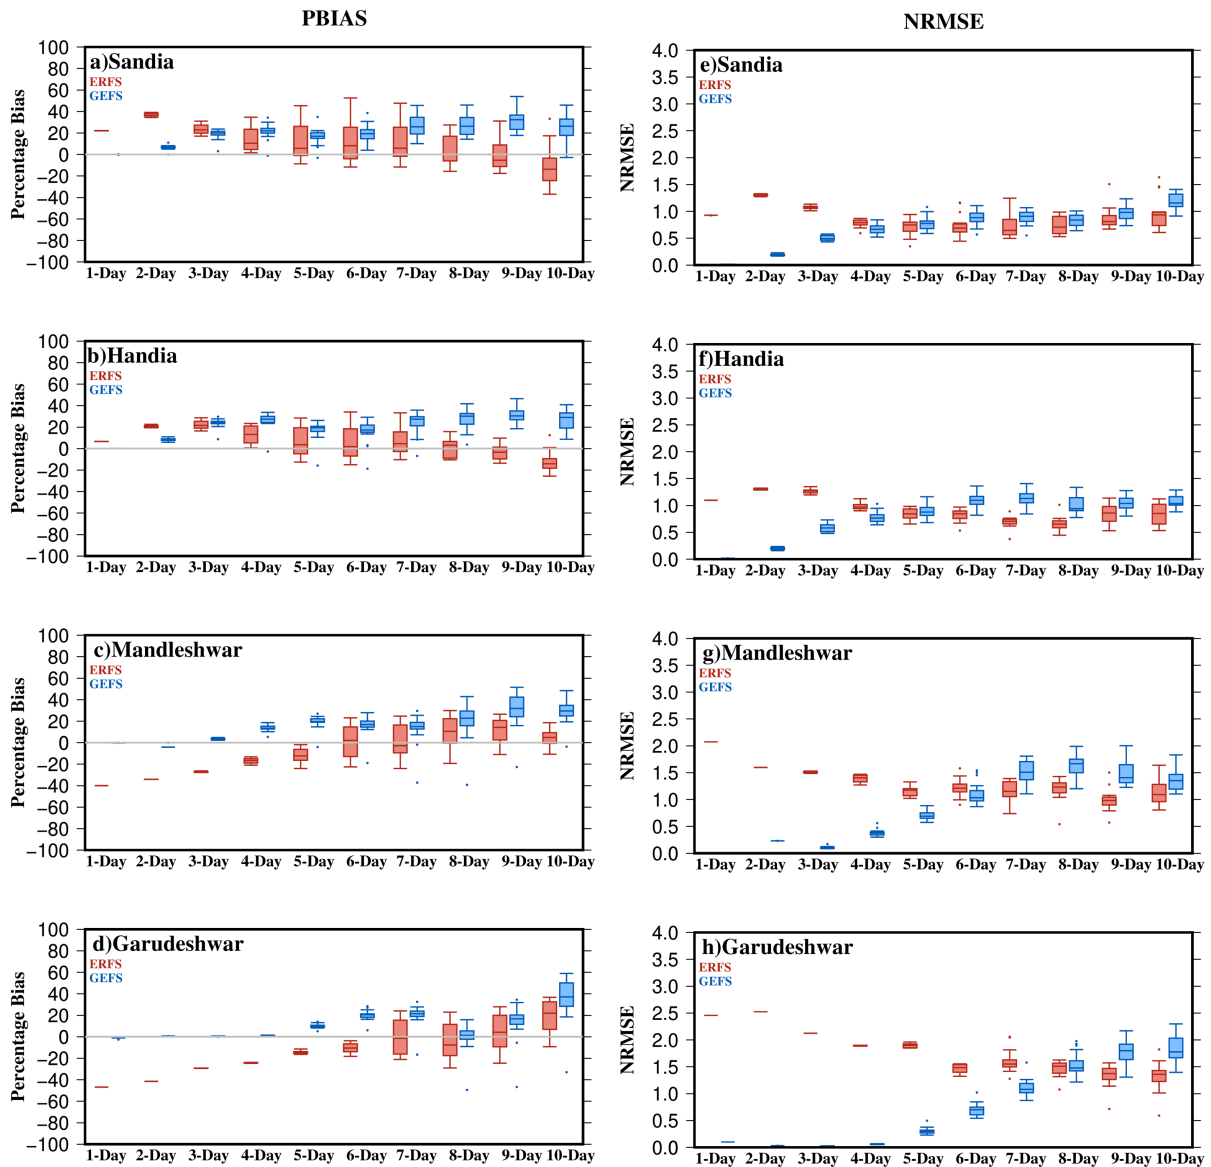 PBIAS
NRMSE
a)Sandia
ERFS
GEFS
Percentage Bias
100
80
60
40
20
0
−20
−40
−60
−80
−100
1-Day 2-Day 3-Day 4-Day 5-Day 6-Day 7-Day 8-Day 9-Day 10-Day
e)Sandia
ERFS
GEFS
NRMSE
4.0
3.5
3.0
2.5
2.0
1.5
1.0
0.5
0.0
1-Day 2-Day 3-Day 4-Day 5-Day 6-Day 7-Day 8-Day 9-Day 10-Day
b)Handia
ERFS
GEFS
Percentage Bias
100
80
60
40
20
0
−20
−40
−60
−80
−100
1-Day 2-Day 3-Day 4-Day 5-Day 6-Day 7-Day 8-Day 9-Day 10-Day
f)Handia
ERFS
GEFS
NRMSE
4.0
3.5
3.0
2.5
2.0
1.5
1.0
0.5
0.0
1-Day 2-Day 3-Day 4-Day 5-Day 6-Day 7-Day 8-Day 9-Day 10-Day
c)Mandleshwar
ERFS
GEFS
Percentage Bias
100
80
60
40
20
0
−20
−40
−60
−80
−100
1-Day 2-Day 3-Day 4-Day 5-Day 6-Day 7-Day 8-Day 9-Day 10-Day
g)Mandleshwar
ERFS
GEFS
NRMSE
4.0
3.5
3.0
2.5
2.0
1.5
1.0
0.5
0.0
1-Day 2-Day 3-Day 4-Day 5-Day 6-Day 7-Day 8-Day 9-Day 10-Day
d)Garudeshwar
ERFS
GEFS
Percentage Bias
100
80
60
40
20
0
−20
−40
−60
−80
−100
1-Day 2-Day 3-Day 4-Day 5-Day 6-Day 7-Day 8-Day 9-Day 10-Day
h)Garudeshwar
ERFS
GEFS
NRMSE
4.0
3.5
3.0
2.5
2.0
1.5
1.0
0.5
0.0
1-Day 2-Day 3-Day 4-Day 5-Day 6-Day 7-Day 8-Day 9-Day 10-Day